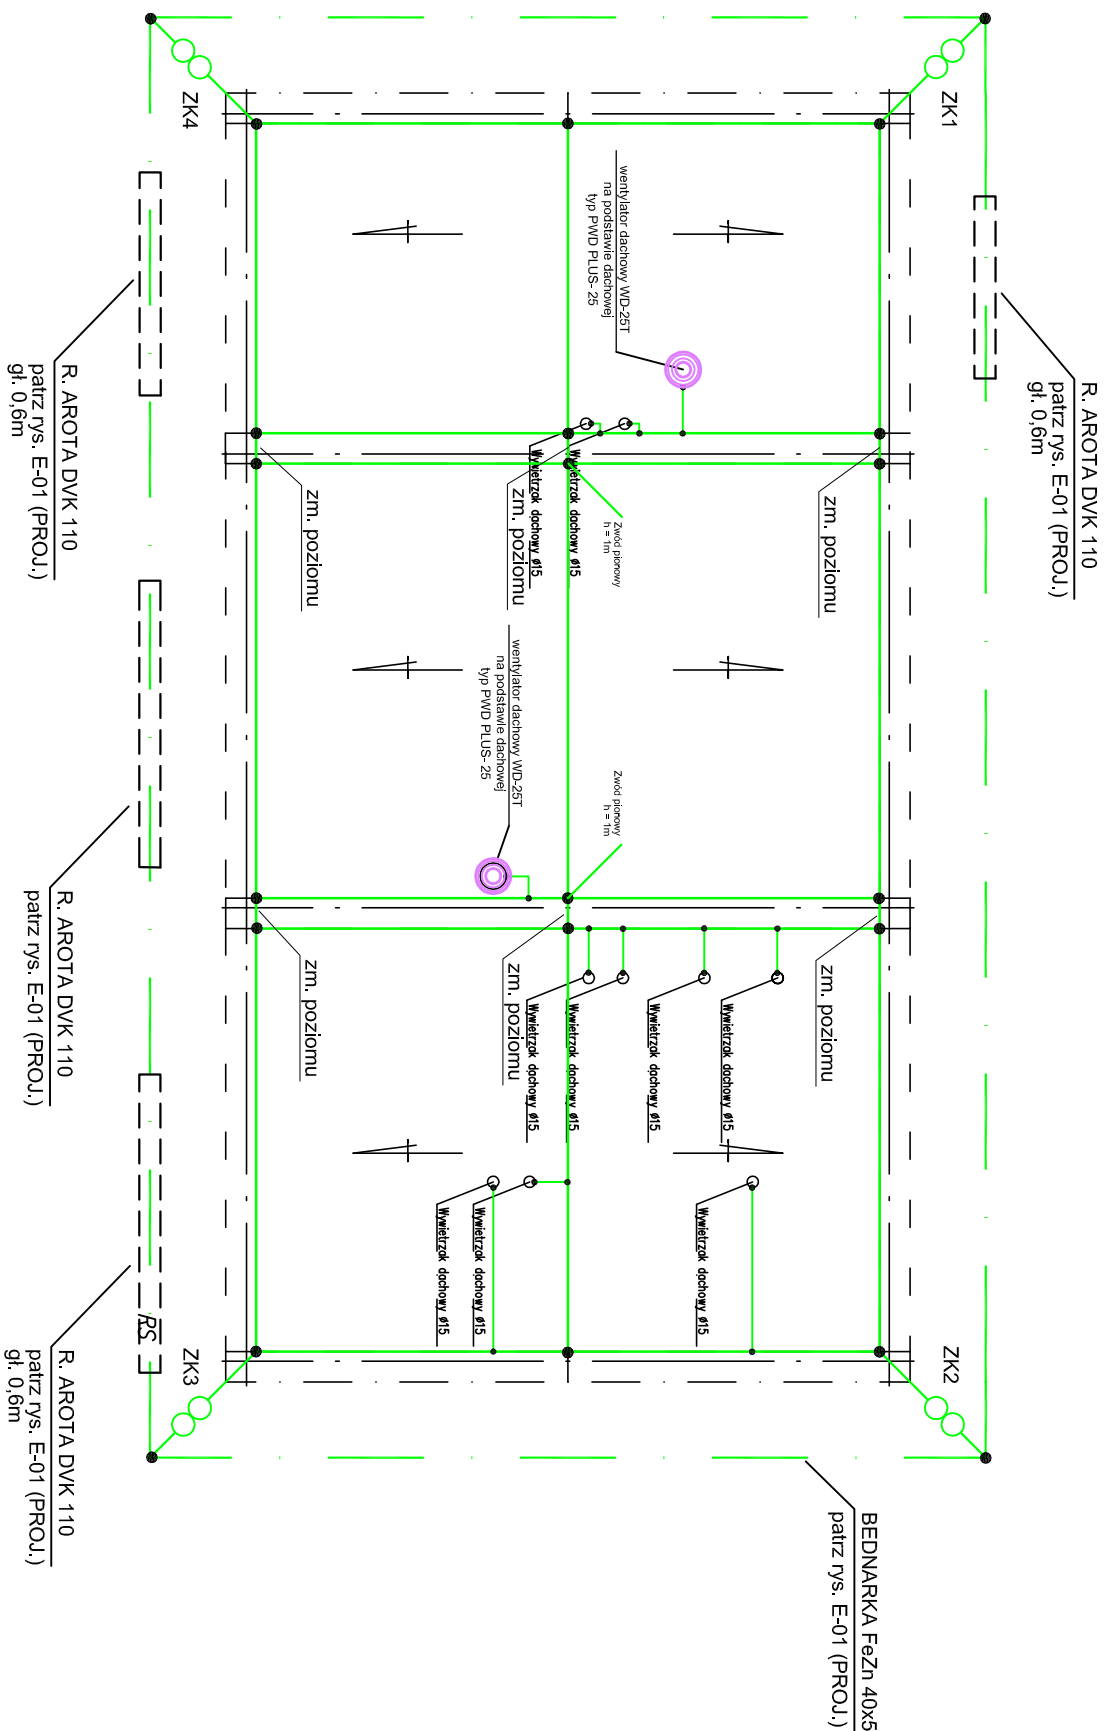 R. AROTA DVK 110
patrz rys. E-01 (PROJ.)
gł. 0,6m
BEDNARKA FeZn 40x5
patrz rys. E-01 (PROJ.)
ZK1
ZK2
zm. poziomu
zm. poziomu
wentylator dachowy WD-25T
na podstawie dachowej
typ PWD PLUS- 25
Zwód pionowy
h = 1m
Zwód pionowy
h = 1m
Wywietrzak dachowy ø15
Wywietrzak dachowy ø15
zm. poziomu
wentylator dachowy WD-25T
na podstawie dachowej
typ PWD PLUS- 25
zm. poziomu
Wywietrzak dachowy ø15
Wywietrzak dachowy ø15
Wywietrzak dachowy ø15
Wywietrzak dachowy ø15
Wywietrzak dachowy ø15
Wywietrzak dachowy ø15
Wywietrzak dachowy ø15
zm. poziomu
zm. poziomu
ZK4
ZK3
RS
R. AROTA DVK 110
patrz rys. E-01 (PROJ.)
gł. 0,6m
R. AROTA DVK 110
patrz rys. E-01 (PROJ.)
R. AROTA DVK 110
patrz rys. E-01 (PROJ.)
gł. 0,6m